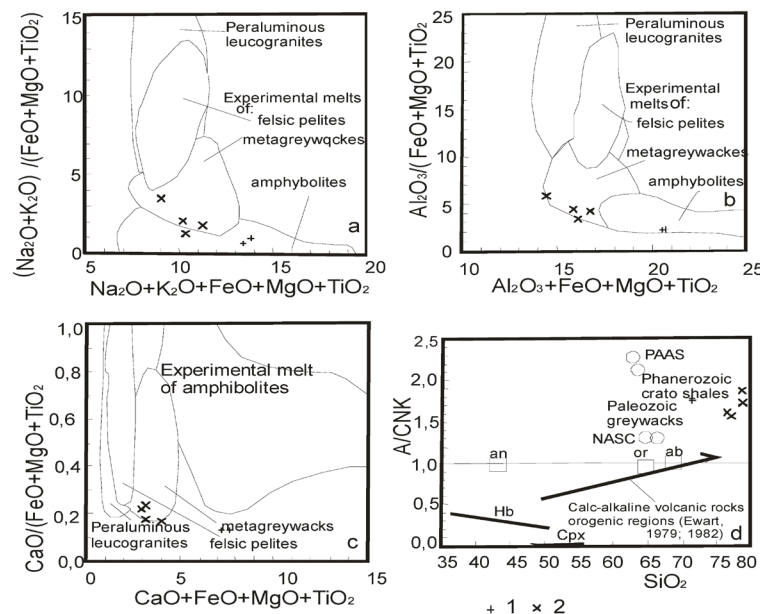 15
10
5
0
5
10
15
20
(Na₂O+K₂O) /(FeO+MgO+TiO₂)
Na₂O+K₂O+FeO+MgO+TiO₂
Peraluminous
leucogranites
Experimental melts
of:
felsic pelites
metagreywqckes
amphybolites
a
25
20
15
10
5
0
10
15
20
25
Al₂O₃/( FeO+MgO+TiO₂
Al₂O₃+FeO+MgO+TiO₂
Peraluminous
leucogranites
Experimental
melts of:
felsic pelites
metagreywackes
amphybolites
b
1,0
0,8
0,6
0,4
0,2
0,0
0
5
10
15
CaO/(FeO+MgO+TiO₂
CaO+FeO+MgO+TiO₂
Experimental melt
of amphibolites
Peraluminous
leucogranites
metagreywacks
felsic pelites
c
2,5
2,0
1,5
1,0
0,5
0,0
35
45
50
55
60
65
75
80
A/CNK
SiO₂
PAAS
Phanerozoic
crato shales
Paleozoic
greywacks
NASC
an
or
ab
Hb
Cpx
Calc-alkaline volcanic rocks
orogenic regions (Ewart,
1979; 1982)
d
+ 1 × 2